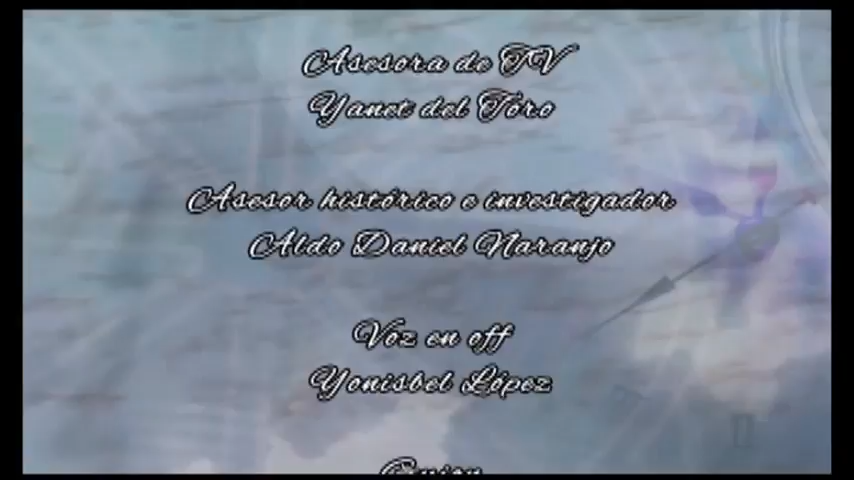 Asesora de TV
Yanet del Toro
Asesor histórico e investigador
Aldo Daniel Naranjo
Voz en off
Yonisbel López